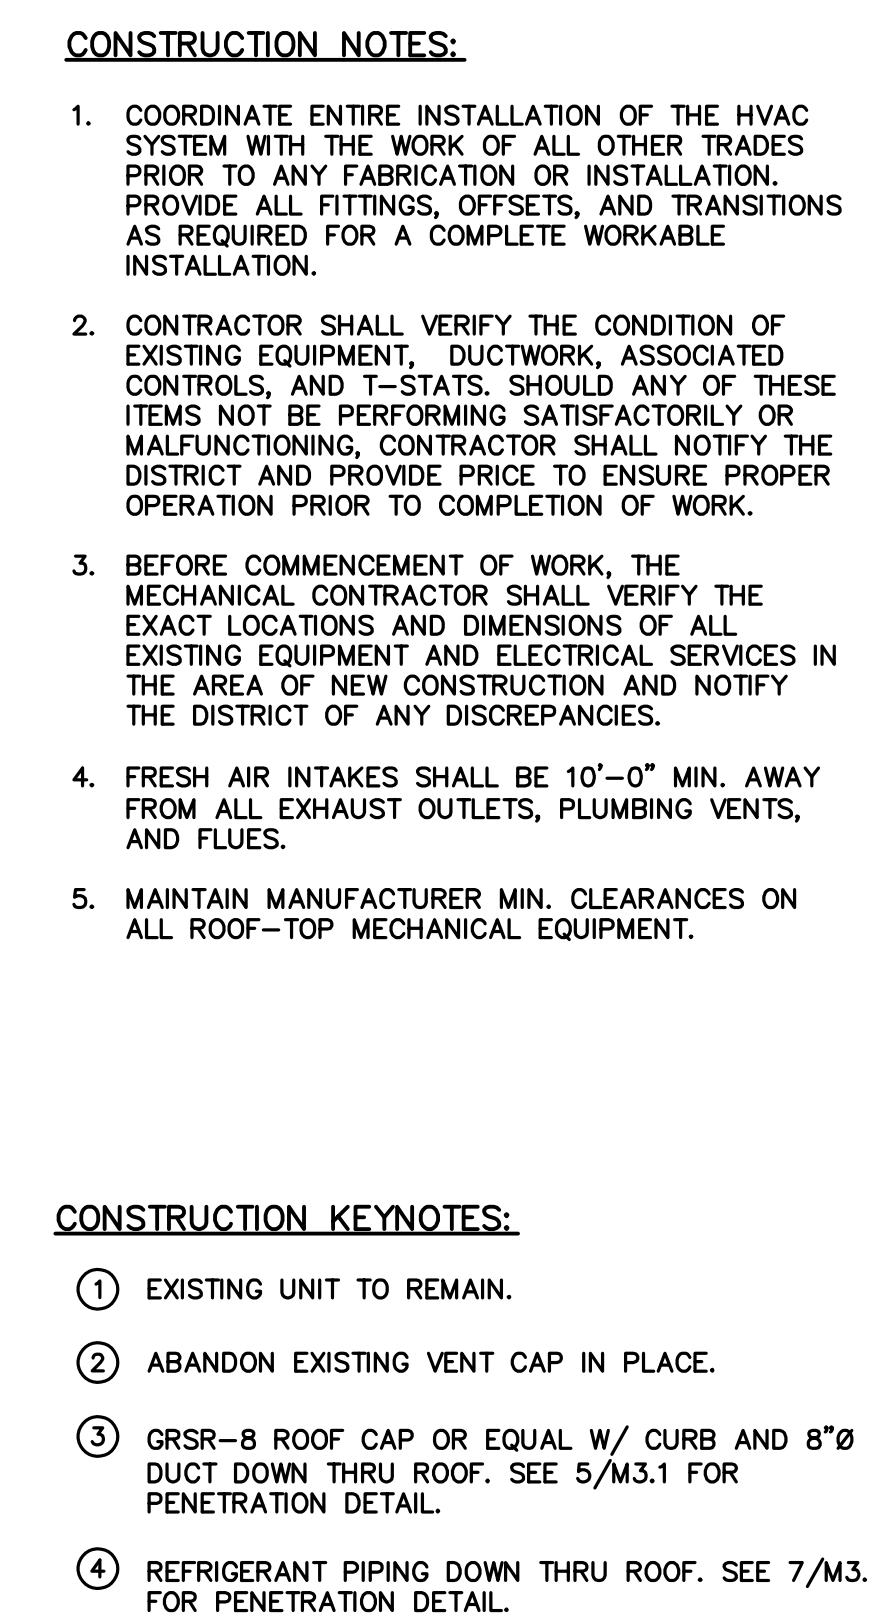 CONSTRUCTION NOTES:
1. COORDINATE ENTIRE INSTALLATION OF THE HVAC
SYSTEM WITH THE WORK OF ALL OTHER TRADES
PRIOR TO ANY FABRICATION OR INSTALLATION.
PROVIDE ALL FITTINGS, OFFSETS, AND TRANSITIONS
AS REQUIRED FOR A COMPLETE WORKABLE
INSTALLATION.
2. CONTRACTOR SHALL VERIFY THE CONDITION OF
EXISTING EQUIPMENT, DUCTWORK, ASSOCIATED
CONTROLS, AND T-STATS. SHOULD ANY OF THESE
ITEMS NOT BE PERFORMING SATISFACTORILY OR
MALFUNCTIONING, CONTRACTOR SHALL NOTIFY THE
DISTRICT AND PROVIDE PRICE TO ENSURE PROPER
OPERATION PRIOR TO COMPLETION OF WORK.
3. BEFORE COMMENCEMENT OF WORK, THE
MECHANICAL CONTRACTOR SHALL VERIFY THE
EXACT LOCATIONS AND DIMENSIONS OF ALL
EXISTING EQUIPMENT AND ELECTRICAL SERVICES IN
THE AREA OF NEW CONSTRUCTION AND NOTIFY
THE DISTRICT OF ANY DISCREPANCIES.
4. FRESH AIR INTAKES SHALL BE 10'-0" MIN. AWAY
FROM ALL EXHAUST OUTLETS, PLUMBING VENTS,
AND FLUES.
5. MAINTAIN MANUFACTURER MIN. CLEARANCES ON
ALL ROOF-TOP MECHANICAL EQUIPMENT.
CONSTRUCTION KEYNOTES:
1 EXISTING UNIT TO REMAIN.
2 ABANDON EXISTING VENT CAP IN PLACE.
3 GRSR-8 ROOF CAP OR EQUAL W/ CURB AND 8"Ø
DUCT DOWN THRU ROOF. SEE 5/M3.1 FOR
PENETRATION DETAIL.
4 REFRIGERANT PIPING DOWN THRU ROOF. SEE 7/M3.
FOR PENETRATION DETAIL.